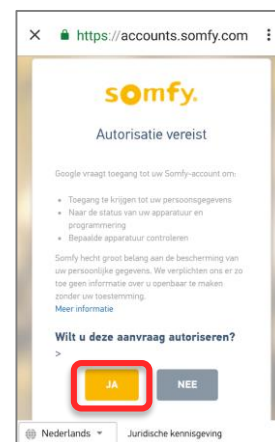 https://accounts.somfy.com
somfy.
Autorisatie vereist
Google vraagt toegang tot uw Somfy-account om:
• Toegang te krijgen tot uw persoonsgegevens
• Naar de status van uw apparatuur en
programmering
• Bepaalde apparatuur controleren
Somfy hecht groot belang aan de bescherming van
uw persoonlijke gegevens. We verplichten ons er zo
toe geen informatie over u openbaar te maken
zonder uw toestemming.
Meer informatie
Wilt u deze aanvraag autoriseren?
>
JA NEE
Nederlands Juridische kennisgeving